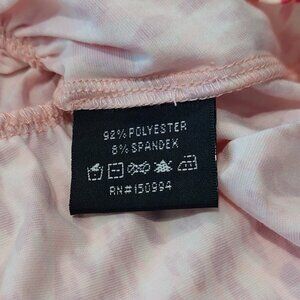 92% POLYESTER
8% SPANDEX
RN#150994